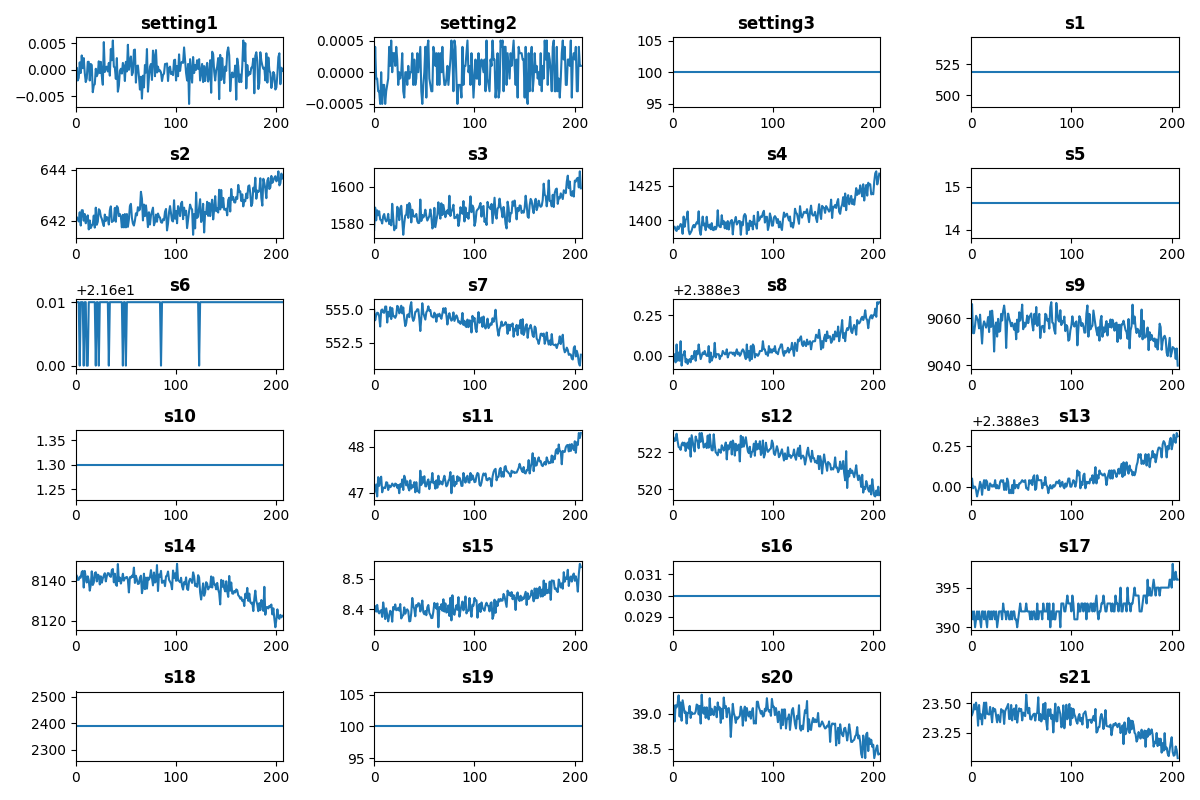 setting1 setting2 setting3 s1
0.005 0.000 −0.005 0.0005 0.0000 −0.0005 105 100 95 525 500
0 100 200 0 100 200 0 100 200 0 100 200
s2 s3 s4 s5
644 642 1600 1580 1425 1400 15 14
0 100 200 0 100 200 0 100 200 0 100 200
+2.16e1 s6 s7 +2.388e3 s8 s9
0.01 0.00 555.0 552.5 0.25 0.00 9060 9040
0 100 200 0 100 200 0 100 200 0 100 200
s10 s11 s12 +2.388e3 s13
1.35 1.30 1.25 48 47 522 520 0.25 0.00
0 100 200 0 100 200 0 100 200 0 100 200
s14 s15 s16 s17
8140 8120 8.5 8.4 0.031 0.030 0.029 395 390
0 100 200 0 100 200 0 100 200 0 100 200
s18 s19 s20 s21
2500 2400 2300 105 100 95 39.0 38.5 23.50 23.25
0 100 200 0 100 200 0 100 200 0 100 200